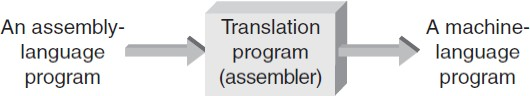 An assembly-
language
program
Translation
program
(assembler)
A machine-
language
program